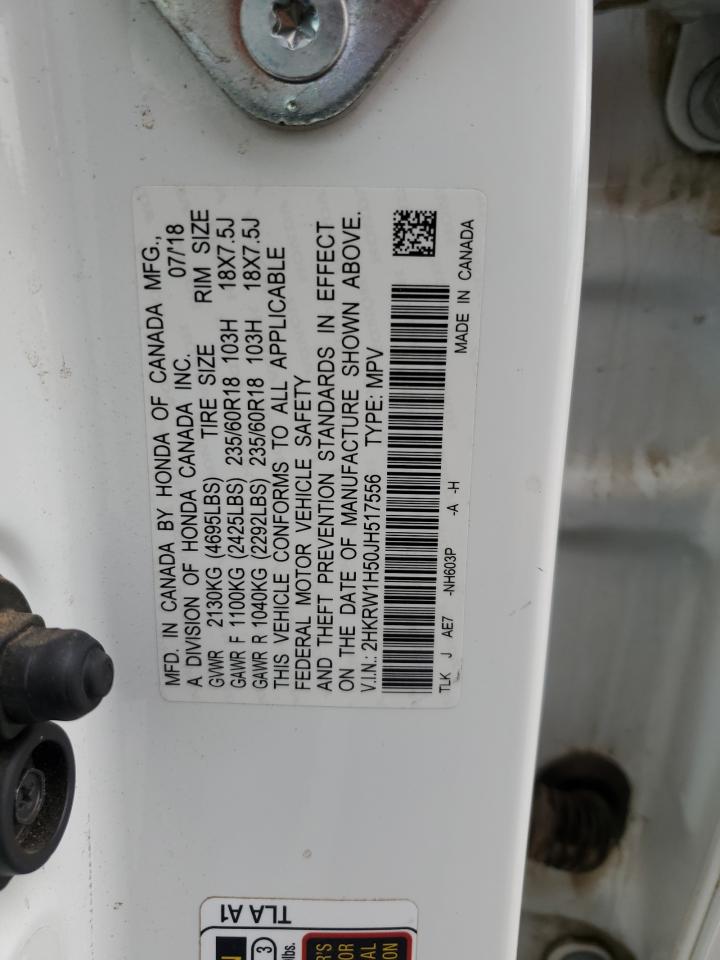 MFD. IN CANADA BY HONDA OF CANADA MFG.,
A DIVISION OF HONDA CANADA INC. 07/'18
GVWR 2130KG (4695LBS) TIRE SIZE RIM SIZE
GAWR F 1100KG (2425LBS) 235/60R18 103H 18X7.5J
GAWR R 1040KG (2292LBS) 235/60R18 103H 18X7.5J
THIS VEHICLE CONFORMS TO ALL APPLICABLE
FEDERAL MOTOR VEHICLE SAFETY
AND THEFT PREVENTION STANDARDS IN EFFECT
ON THE DATE OF MANUFACTURE SHOWN ABOVE.
V.I.N.: 2HKRW1H50JH517556 TYPE: MPV
TLK J AE7 -NH603P -A -H
MADE IN CANADA
TLA A1
3
lbs.